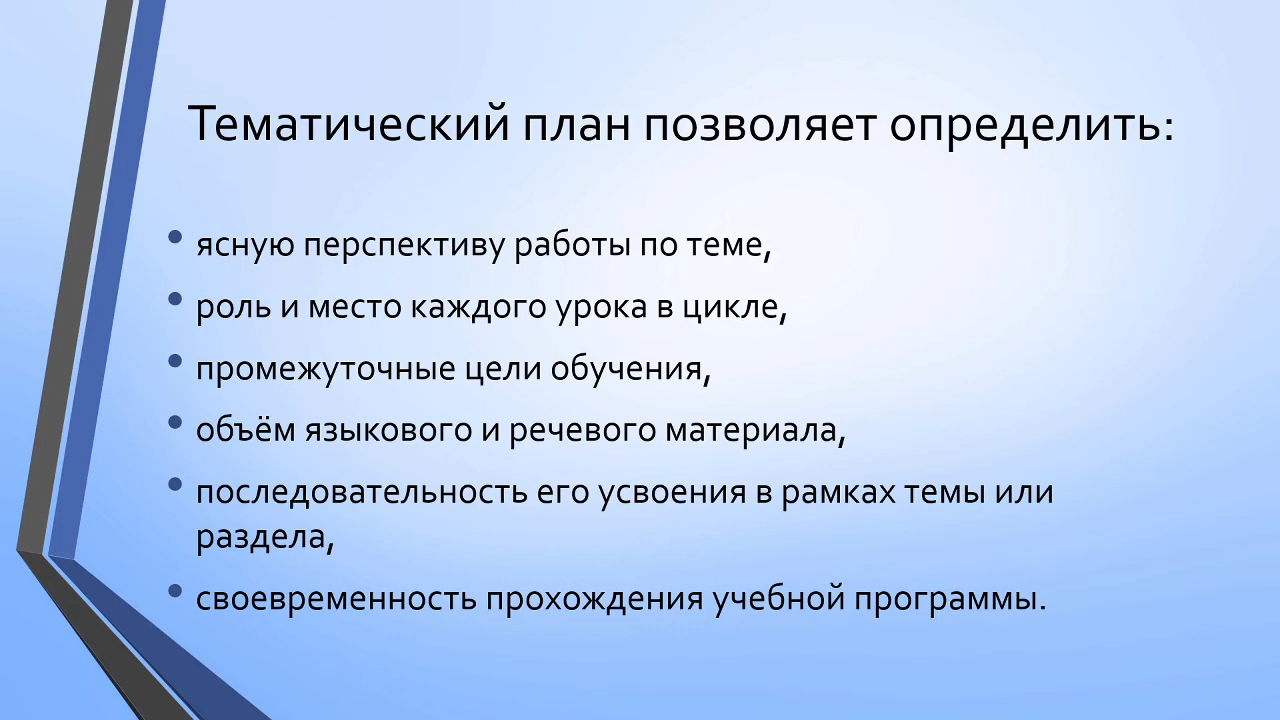 Тематический план позволяет определить:
• ясную перспективу работы по теме,
• роль и место каждого урока в цикле,
• промежуточные цели обучения,
• объём языкового и речевого материала,
• последовательность его усвоения в рамках темы или
раздела,
• своевременность прохождения учебной программы.